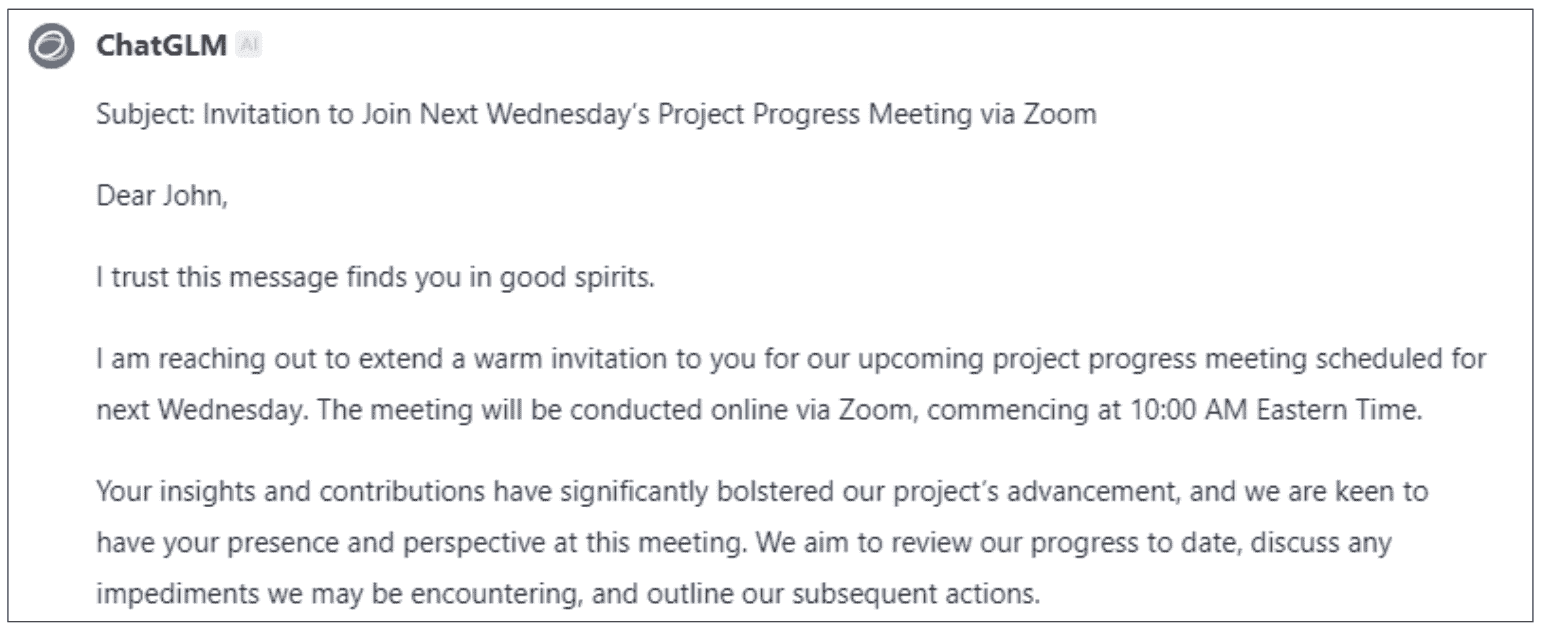 ChatGLM AI
Subject: Invitation to Join Next Wednesday's Project Progress Meeting via Zoom
Dear John,
I trust this message finds you in good spirits.
I am reaching out to extend a warm invitation to you for our upcoming project progress meeting scheduled for
next Wednesday. The meeting will be conducted online via Zoom, commencing at 10:00 AM Eastern Time.
Your insights and contributions have significantly bolstered our project's advancement, and we are keen to
have your presence and perspective at this meeting. We aim to review our progress to date, discuss any
impediments we may be encountering, and outline our subsequent actions.